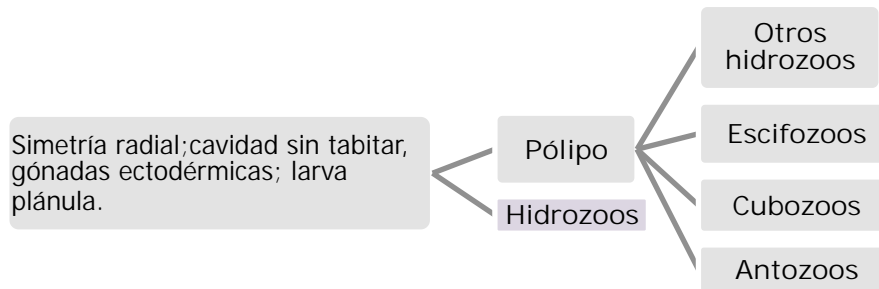 Simetría radial;cavidad sin tabitar,
gónadas ectodérmicas; larva
plánula.
Pólipo
Hidrozoos
Otros
hidrozoos
Escifozoos
Cubozoos
Antozoos